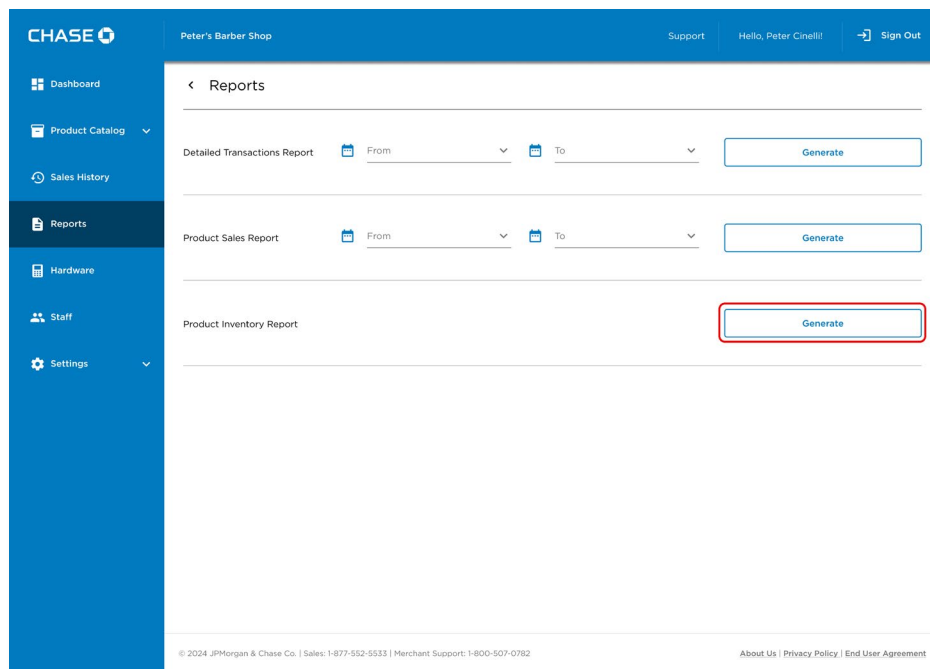 CHASE
Peter's Barber Shop
Support
Hello, Peter Cinelli!
Sign Out
Dashboard
Product Catalog
Sales History
Reports
Hardware
Staff
Settings
Reports
Detailed Transactions Report
From
To
Generate
Product Sales Report
From
To
Generate
Product Inventory Report
Generate
© 2024 JPMorgan & Chase Co. | Sales: 1-877-552-5533 | Merchant Support: 1-800-507-0782
About Us | Privacy Policy | End User Agreement